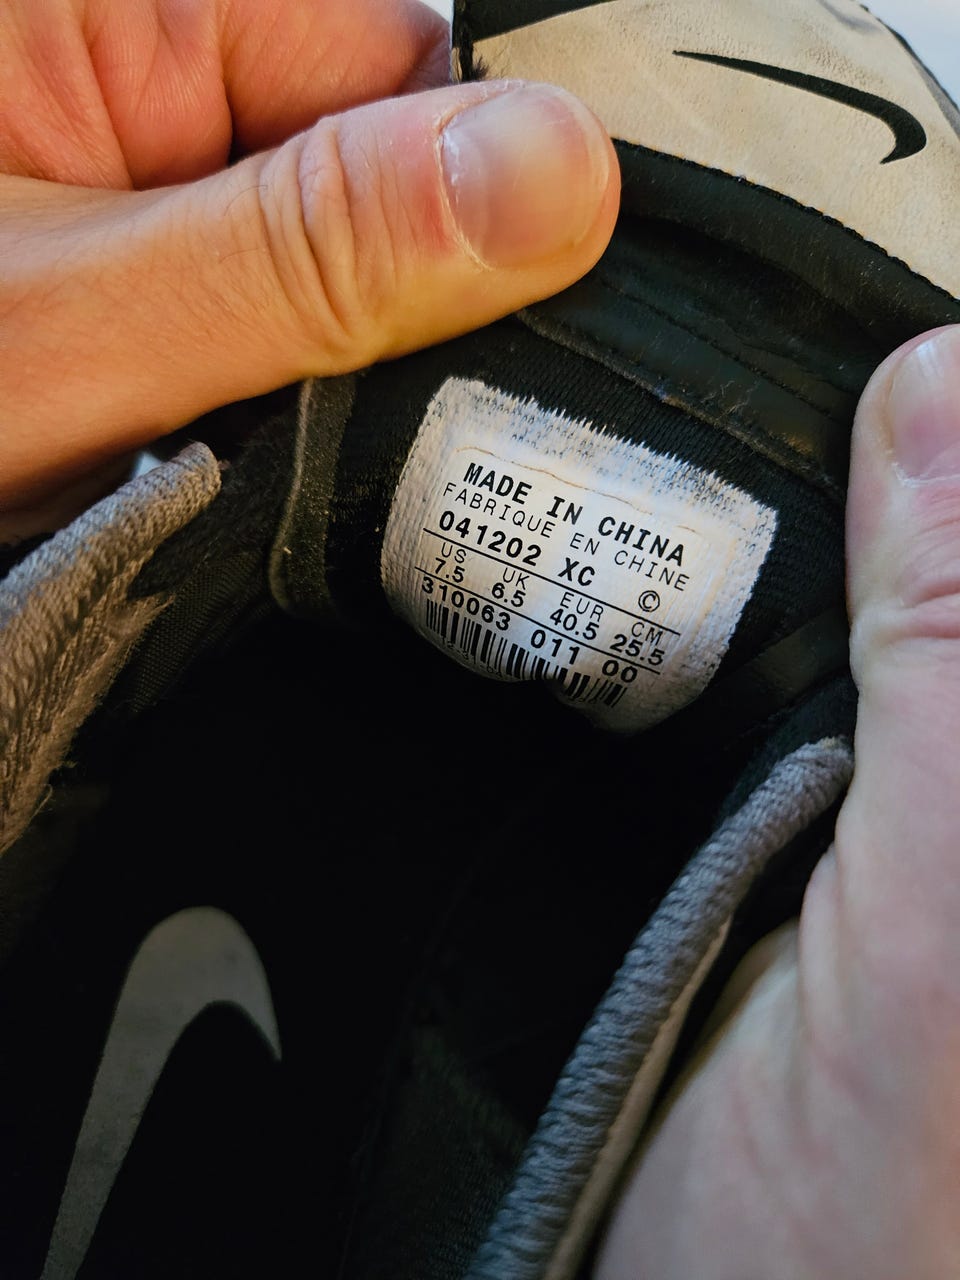 MADE IN CHINA
FABRIQUE EN CHINE
041202 XC ©
US UK EUR CM
7.5 6.5 40.5 25.5
310063 011 00